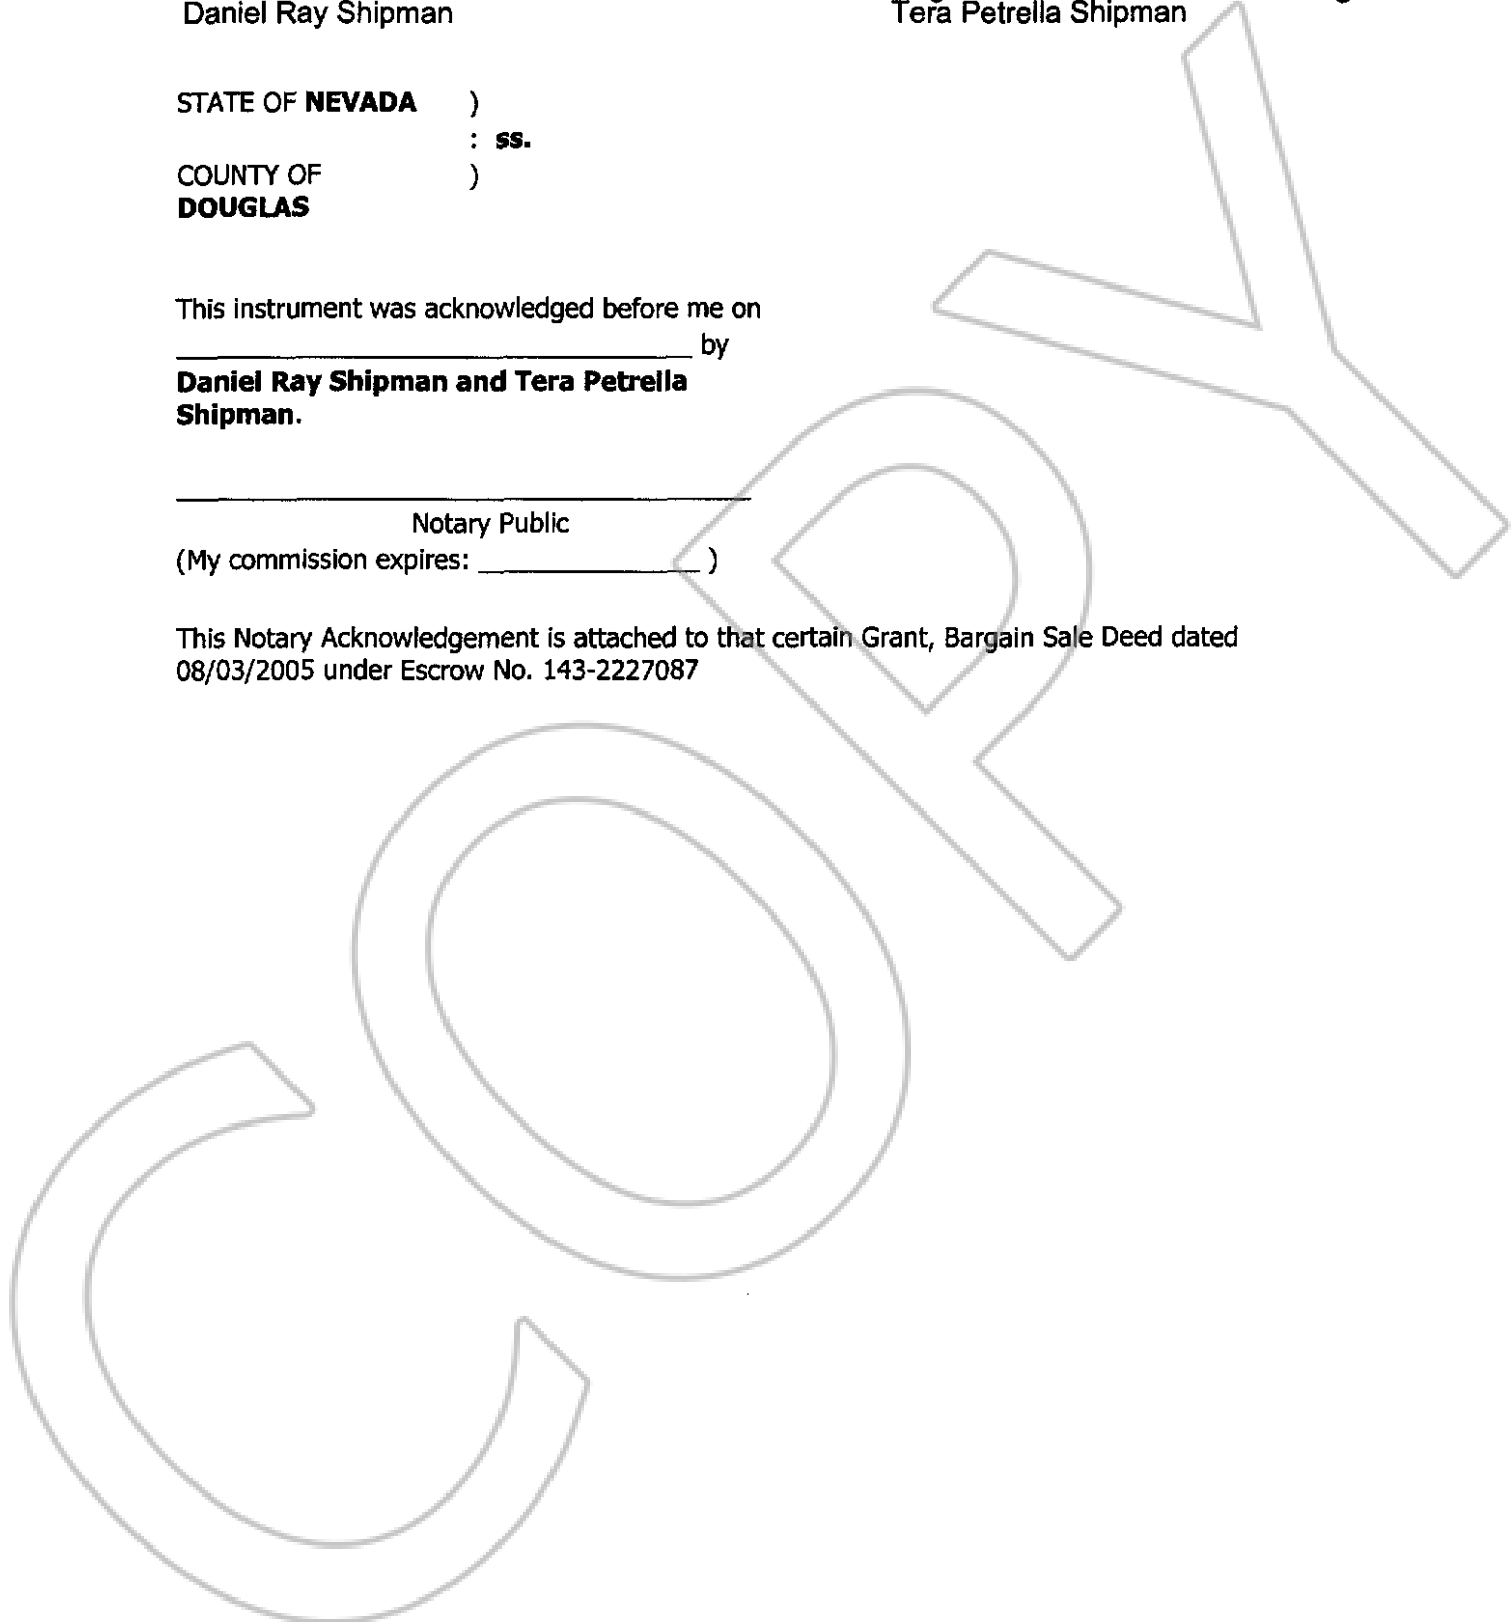 Daniel Ray Shipman Tera Petrella Shipman
STATE OF NEVADA )
: ss.
COUNTY OF )
DOUGLAS
This instrument was acknowledged before me on
______________________________ by
Daniel Ray Shipman and Tera Petrella
Shipman.
Notary Public
(My commission expires: ______________ )
This Notary Acknowledgement is attached to that certain Grant, Bargain Sale Deed dated
08/03/2005 under Escrow No. 143-2227087
COPY